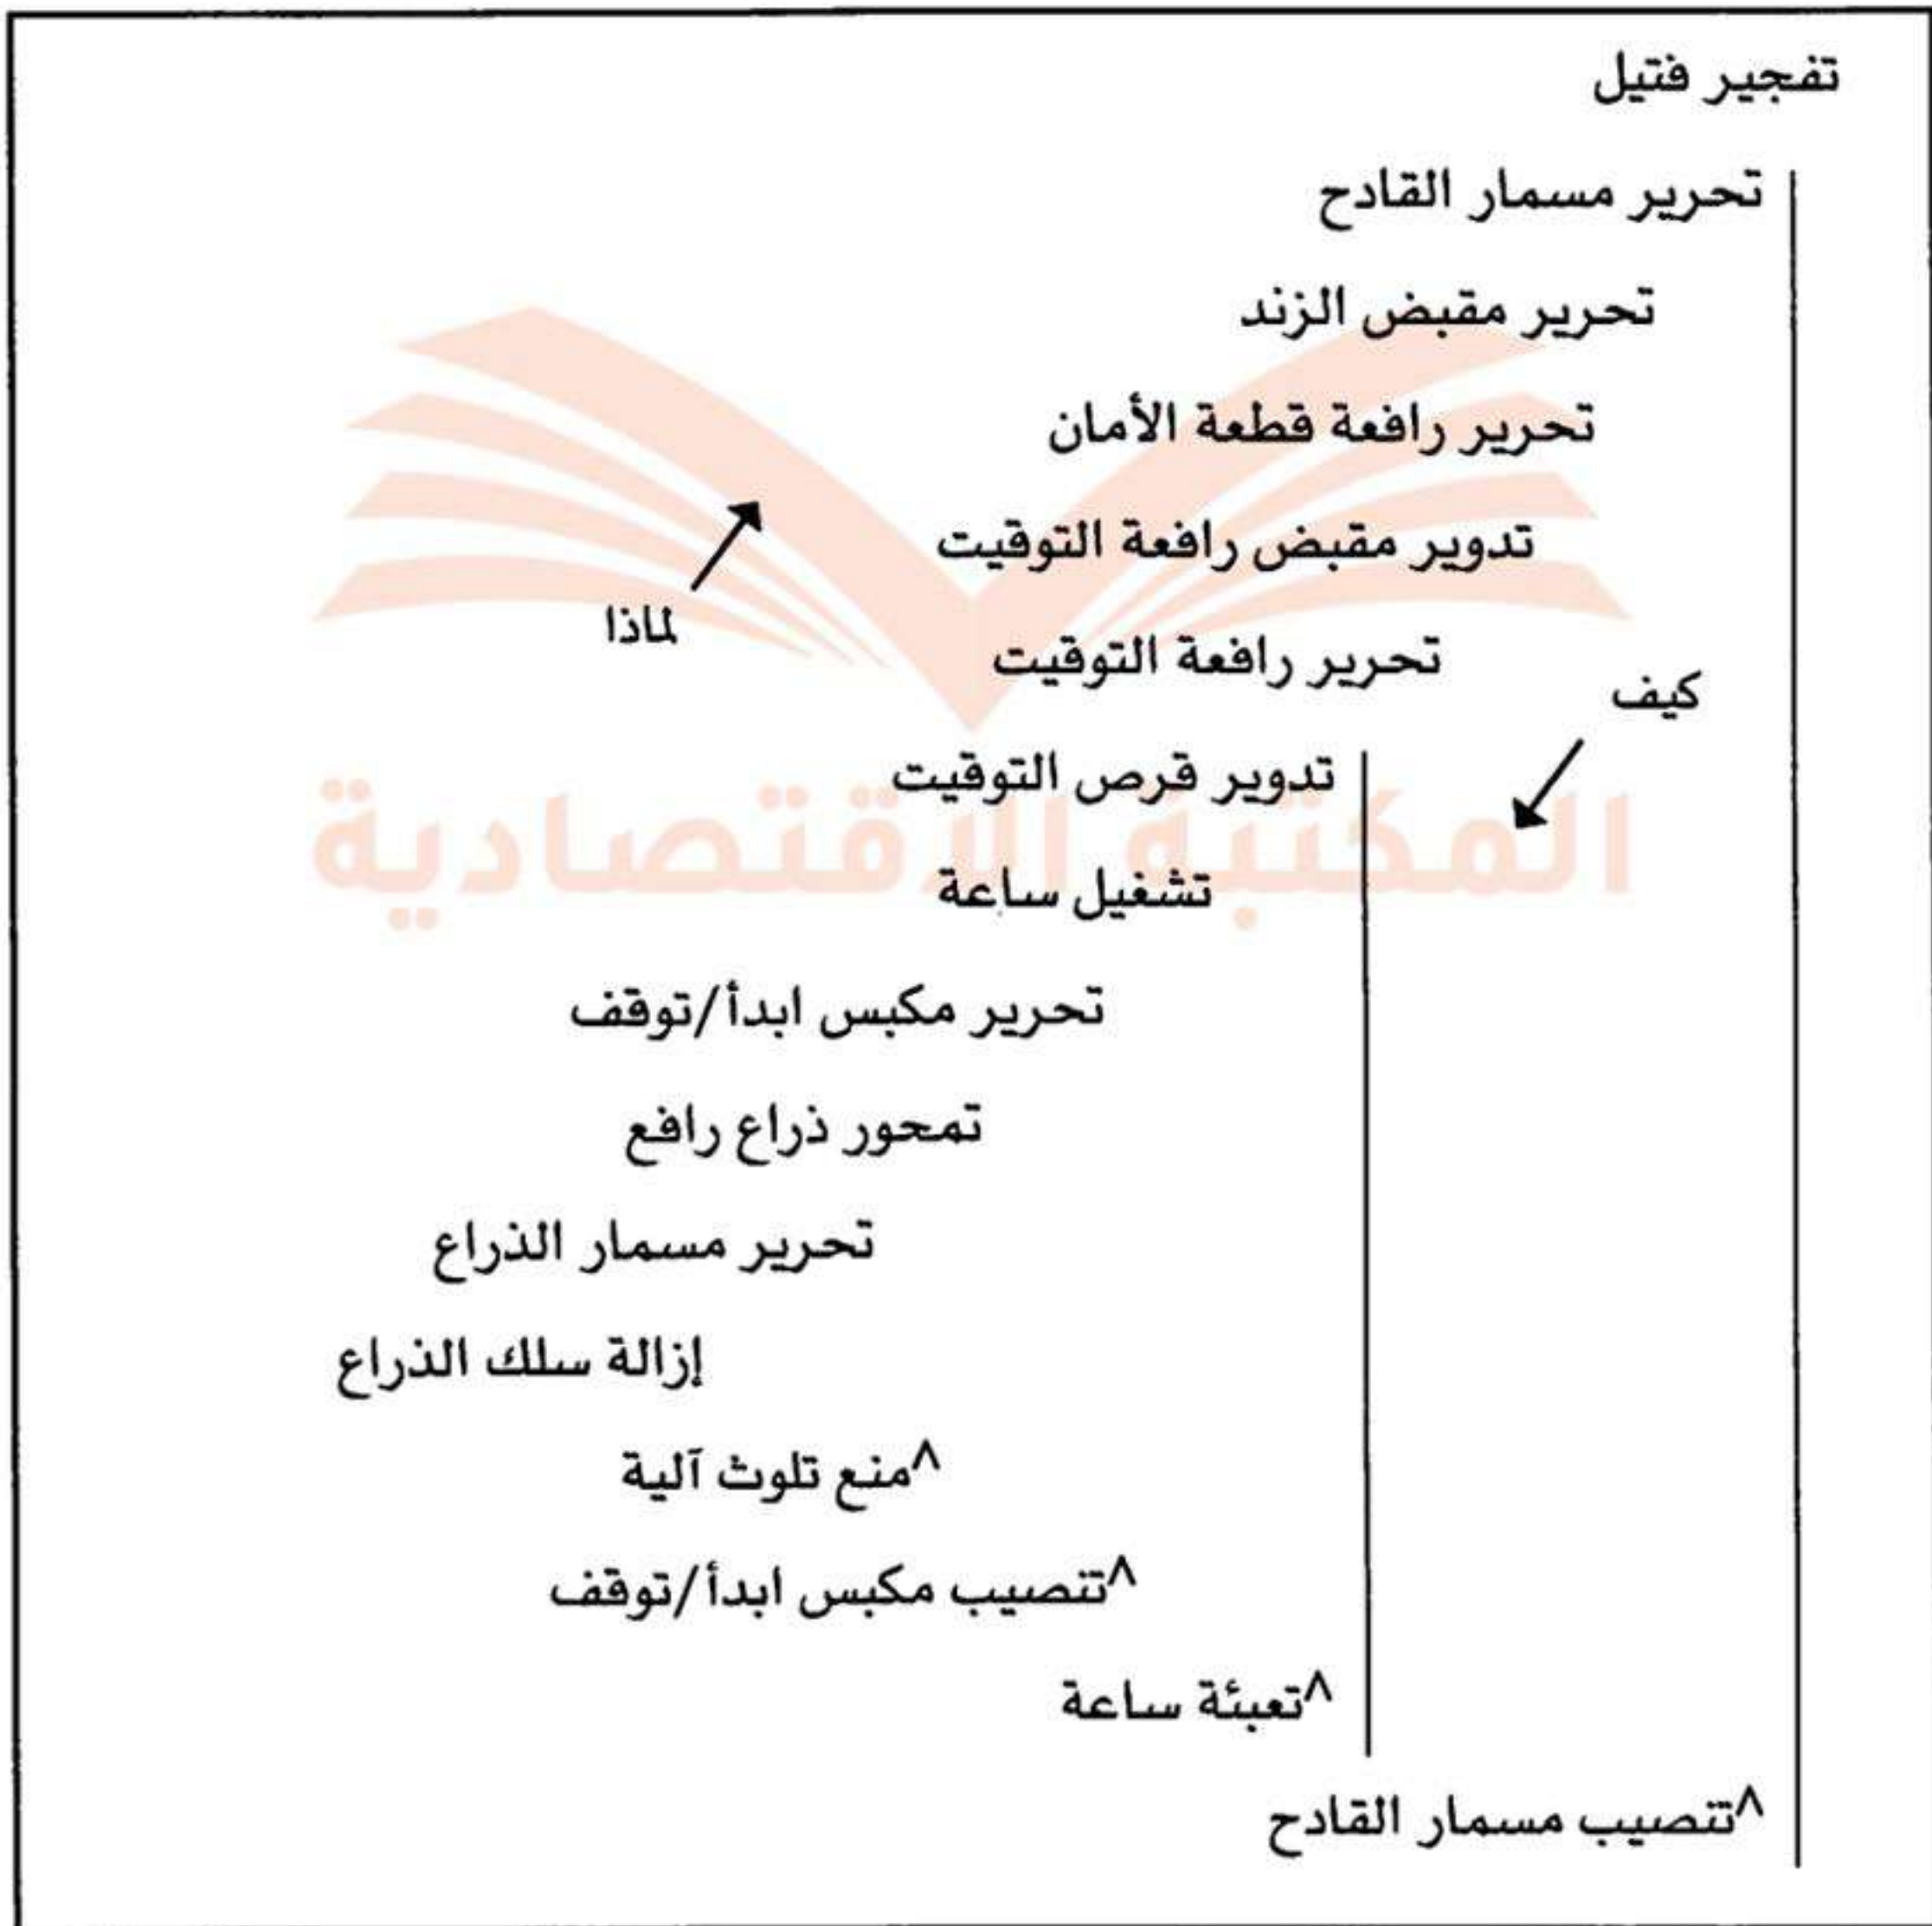 تفجير فتيل
تحرير مسمار القادح
تحرير مقبض الزند
تحرير رافعة قطعة الأمان
تدوير مقبض رافعة التوقيت
لماذا
تحرير رافعة التوقيت
كيف
تدوير قرص التوقيت
المكتبة الاقتصادية
تشغيل ساعة
تحرير مكبس ابدأ/توقف
تمحور ذراع رافع
تحرير مسمار الذراع
إزالة سلك الذراع
^منع تلوث آلية
^تنصيب مكبس ابدأ/توقف
^تعبئة ساعة
^تنصيب مسمار القادح